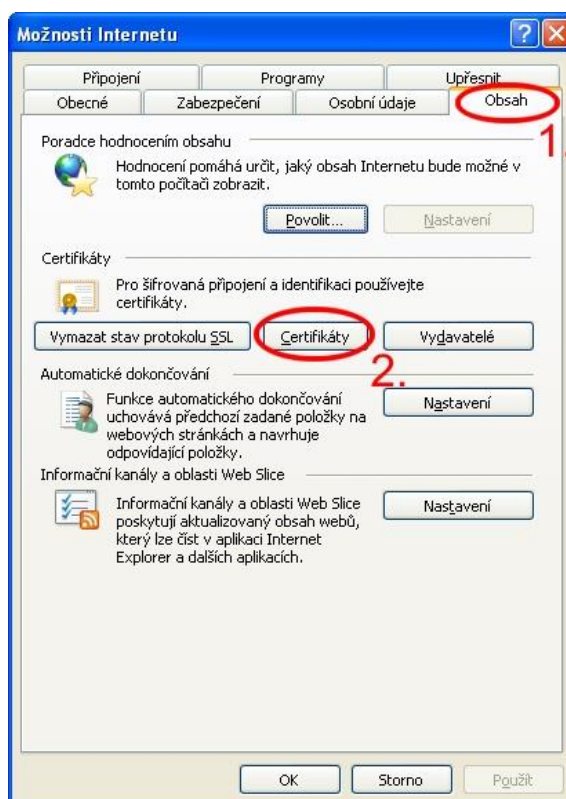 Možnosti Internetu
Připojení Programy Upřesnit
Obecné Zabezpečení Osobní údaje Obsah
1.
Poradce hodnocením obsahu
Hodnocení pomáhá určit, jaký obsah Internetu bude možné v
tomto počítači zobrazit.
Povolit... Nastavení
Certifikáty
Pro šifrovaná připojení a identifikaci používejte
certifikáty.
Vymazat stav protokolu SSL Certifikáty Vydavatelé
2.
Automatické dokončování
Funkce automatického dokončování
uchovává předchozí zadané položky na
webových stránkách a navrhuje
odpovídající položky.
Nastavení
Informační kanály a oblasti Web Slice
Informační kanály a oblasti Web Slice
poskytují aktualizovaný obsah webů,
který lze číst v aplikaci Internet
Explorer a dalších aplikacích.
Nastavení
OK Storno Použít